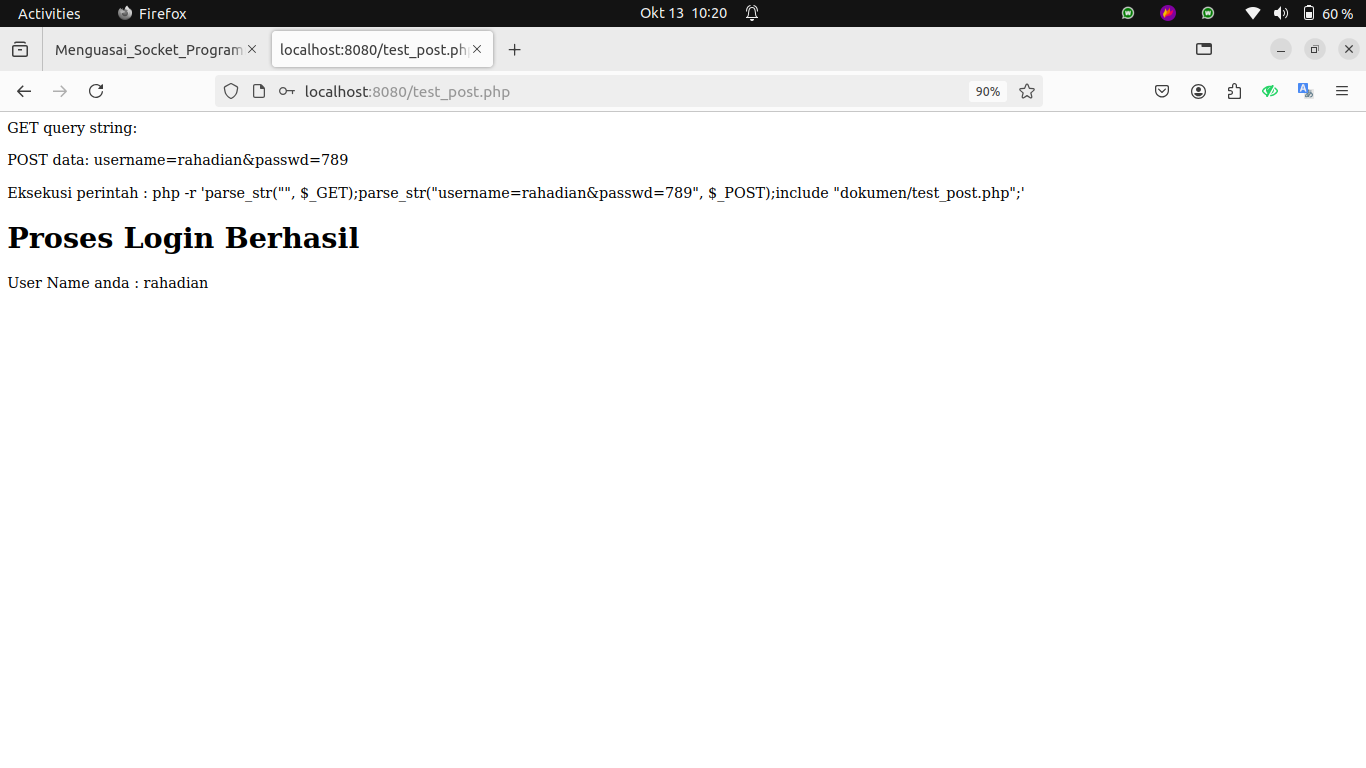 Activities Firefox Okt 13 10:20 60 %
Menguasai_Socket_Program localhost:8080/test_post.ph
localhost:8080/test_post.php 90%
GET query string:
POST data: username=rahadian&passwd=789
Eksekusi perintah : php -r 'parse_str("", $_GET);parse_str("username=rahadian&passwd=789", $_POST);include "dokumen/test_post.php";'
Proses Login Berhasil
User Name anda : rahadian